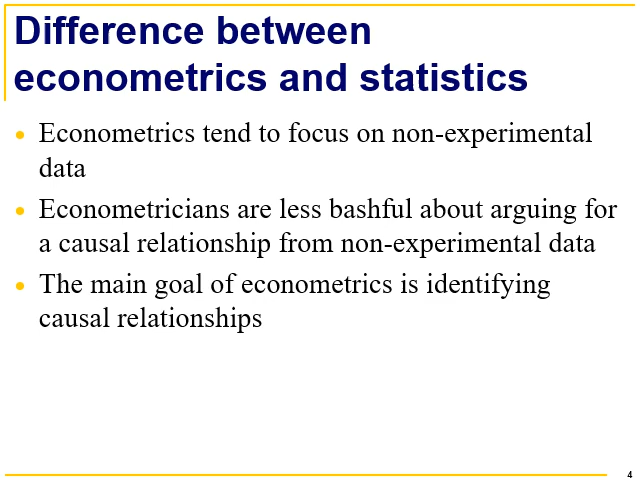 Difference between
econometrics and statistics
• Econometrics tend to focus on non-experimental
data
• Econometricians are less bashful about arguing for
a causal relationship from non-experimental data
• The main goal of econometrics is identifying
causal relationships
4